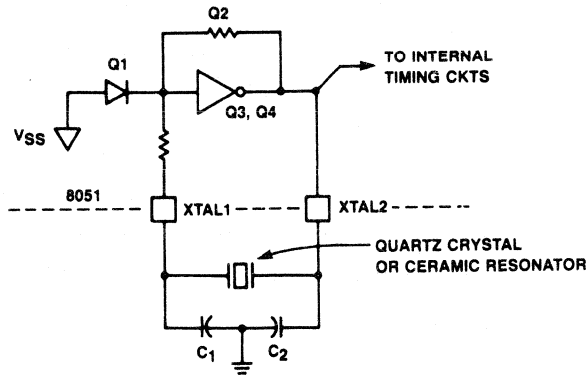 Q2
TO INTERNAL
TIMING CKTS
Q1
Q3, Q4
VSS
8051
XTAL1
XTAL2
QUARTZ CRYSTAL
OR CERAMIC RESONATOR
C1
C2